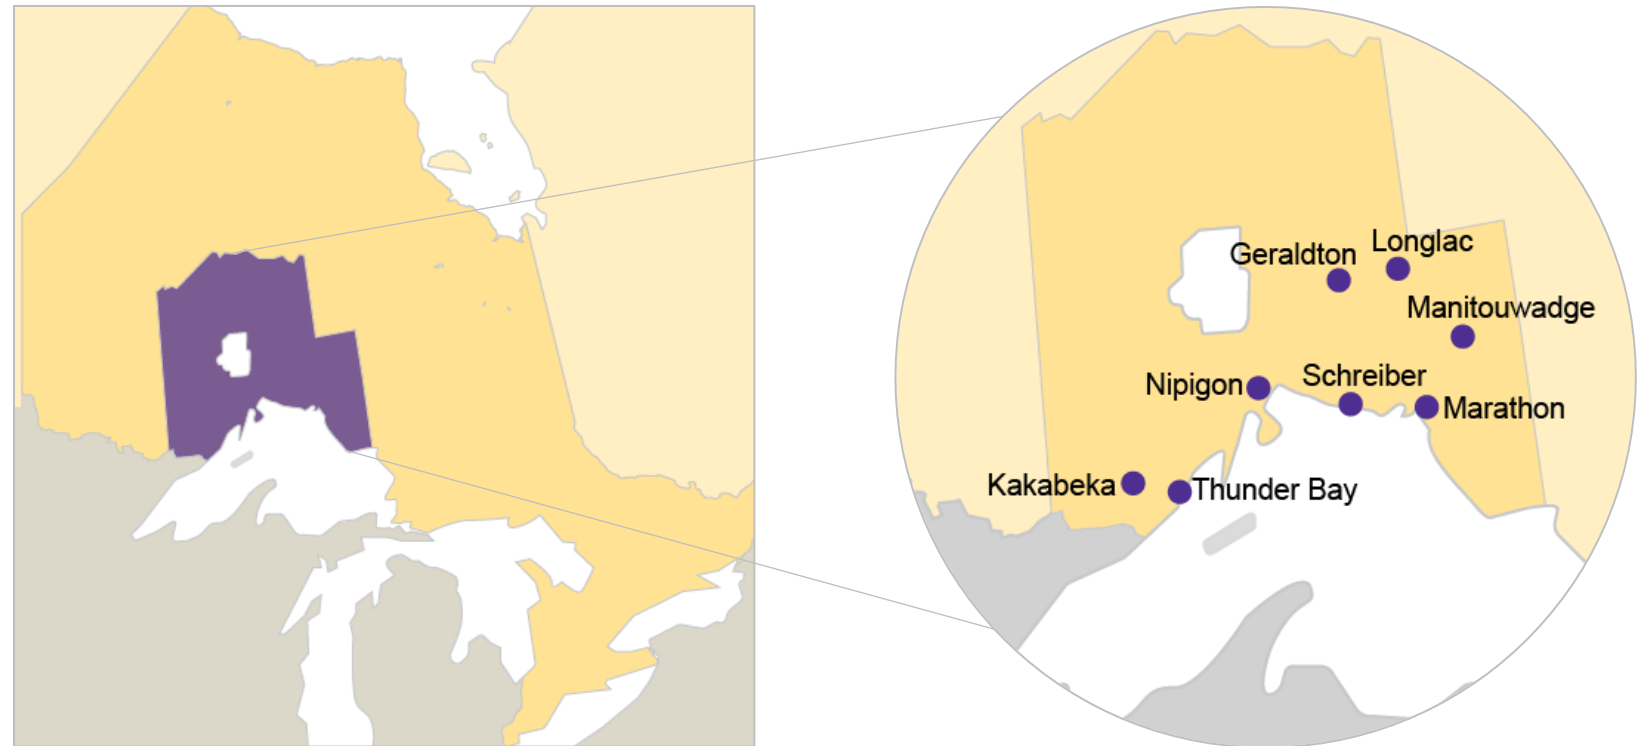 Longlac
Geraldton
Manitouwadge
Schreiber
Nipigon
Marathon
Kakabeka
Thunder Bay